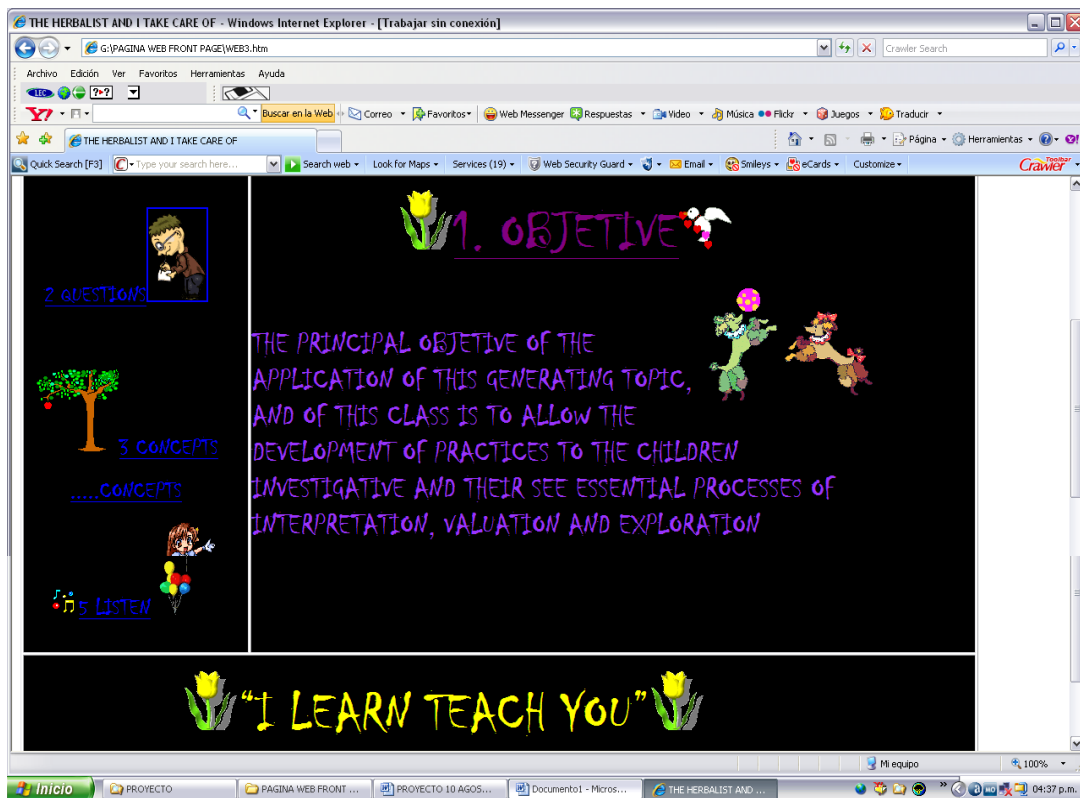 THE HERBALIST AND I TAKE CARE OF - Windows Internet Explorer - [Trabajar sin conexión]
G:\PAGINA WEB FRONT PAGE\WEB3.htm
Crawler Search
Archivo Edición Ver Favoritos Herramientas Ayuda
LEC
Buscar en la Web Correo Favoritos Web Messenger Respuestas Video Música Flickr Juegos Traducir
THE HERBALIST AND I TAKE CARE OF
Página Herramientas
Quick Search [F3] Type your search here... Search web Look for Maps Services (19) Web Security Guard Email Smileys eCards Customize Crawler Toolbar
1. OBJETIVE
2 QUESTIONS
THE PRINCIPAL OBJETIVE OF THE
APPLICATION OF THIS GENERATING TOPIC,
AND OF THIS CLASS IS TO ALLOW THE
DEVELOPMENT OF PRACTICES TO THE CHILDREN
INVESTIGATIVE AND THEIR SEE ESSENTIAL PROCESSES OF
INTERPRETATION, VALUATION AND EXPLORATION
3 CONCEPTS
.....CONCEPTS
5 LISTEN
“I LEARN TEACH YOU”
Mi equipo 100%
Inicio PROYECTO PAGINA WEB FRONT ... PROYECTO 10 AGOS... Documento1 - Micros... THE HERBALIST AND ... 04:37 p.m.